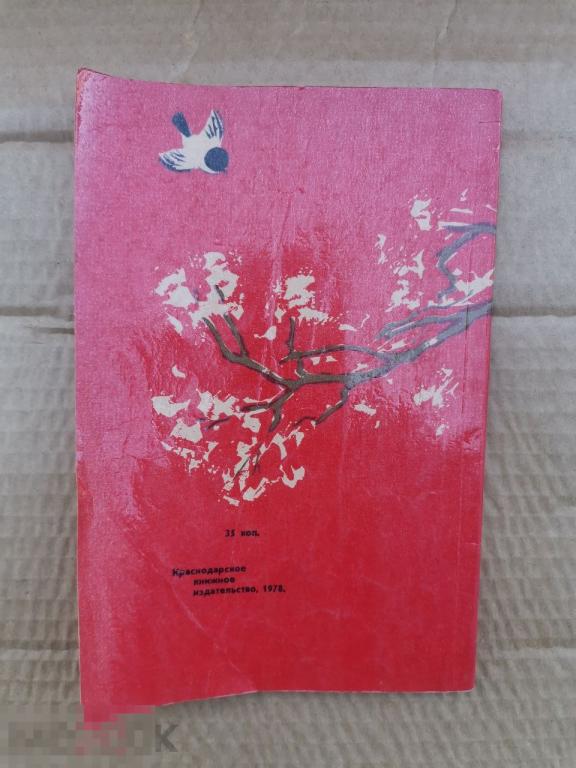 35 коп.
Краснодарское
книжное
издательство, 1978.